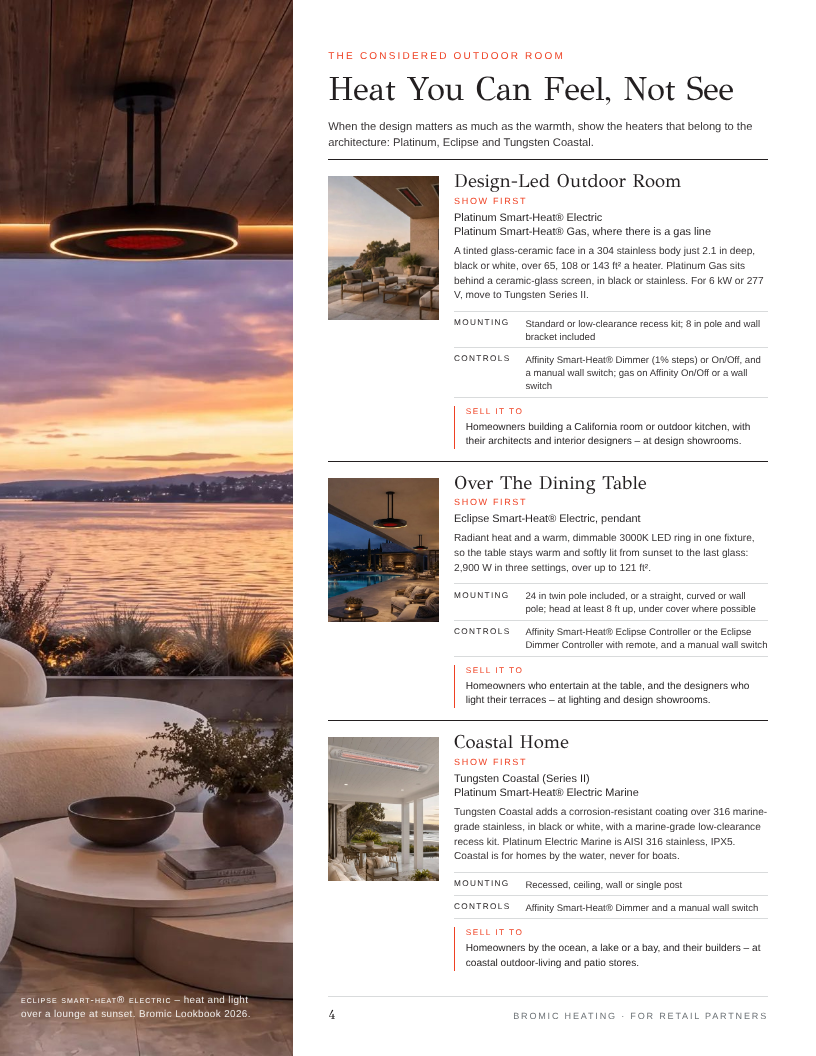 THE CONSIDERED OUTDOOR ROOM
Heat You Can Feel, Not See
When the design matters as much as the warmth, show the heaters that belong to the
architecture: Platinum, Eclipse and Tungsten Coastal.
Design-Led Outdoor Room
SHOW FIRST
Platinum Smart-Heat® Electric
Platinum Smart-Heat® Gas, where there is a gas line
A tinted glass-ceramic face in a 304 stainless body just 2.1 in deep,
black or white, over 65, 108 or 143 ft² a heater. Platinum Gas sits
behind a ceramic-glass screen, in black or stainless. For 6 kW or 277
V, move to Tungsten Series II.
MOUNTING Standard or low-clearance recess kit; 8 in pole and wall
bracket included
CONTROLS Affinity Smart-Heat® Dimmer (1% steps) or On/Off, and
a manual wall switch; gas on Affinity On/Off or a wall
switch
SELL IT TO
Homeowners building a California room or outdoor kitchen, with
their architects and interior designers – at design showrooms.
Over The Dining Table
SHOW FIRST
Eclipse Smart-Heat® Electric, pendant
Radiant heat and a warm, dimmable 3000K LED ring in one fixture,
so the table stays warm and softly lit from sunset to the last glass:
2,900 W in three settings, over up to 121 ft².
MOUNTING 24 in twin pole included, or a straight, curved or wall
pole; head at least 8 ft up, under cover where possible
CONTROLS Affinity Smart-Heat® Eclipse Controller or the Eclipse
Dimmer Controller with remote, and a manual wall switch
SELL IT TO
Homeowners who entertain at the table, and the designers who
light their terraces – at lighting and design showrooms.
Coastal Home
SHOW FIRST
Tungsten Coastal (Series II)
Platinum Smart-Heat® Electric Marine
Tungsten Coastal adds a corrosion-resistant coating over 316 marine-
grade stainless, in black or white, with a marine-grade low-clearance
recess kit. Platinum Electric Marine is AISI 316 stainless, IPX5.
Coastal is for homes by the water, never for boats.
MOUNTING Recessed, ceiling, wall or single post
CONTROLS Affinity Smart-Heat® Dimmer and a manual wall switch
SELL IT TO
Homeowners by the ocean, a lake or a bay, and their builders – at
coastal outdoor-living and patio stores.
ECLIPSE SMART-HEAT® ELECTRIC – heat and light
over a lounge at sunset. Bromic Lookbook 2026.
4 BROMIC HEATING · FOR RETAIL PARTNERS